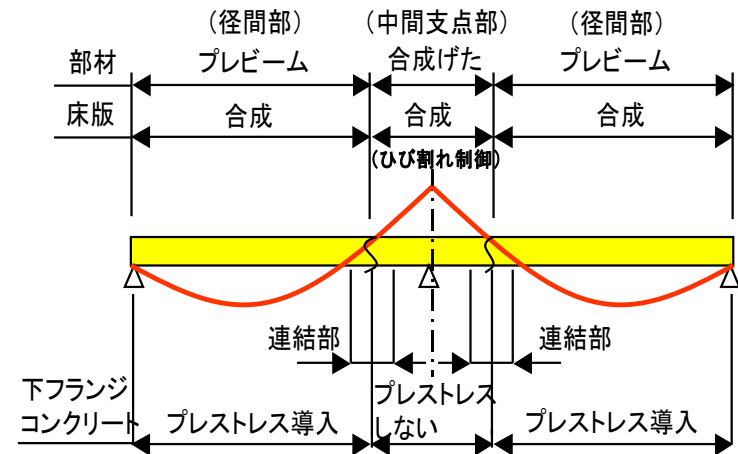 (径間部) (中間支点部) (径間部)
部材 プレビーム 合成げた プレビーム
床版 合成 合成 合成
(ひび割れ制御)
連結部 連結部
下フランジ プレストレス
コンクリート プレストレス導入 しない プレストレス導入